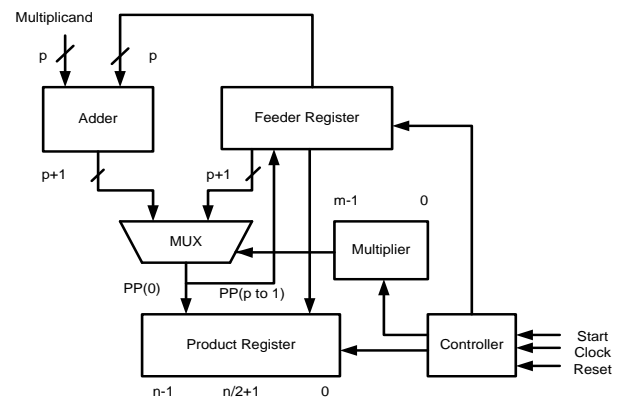 Multiplicand
p p
Adder
Feeder Register
p+1 p+1
m-1 0
MUX
Multiplier
PP(0) PP(p to 1)
Product Register
Controller
Start
Clock
Reset
n-1 n/2+1 0